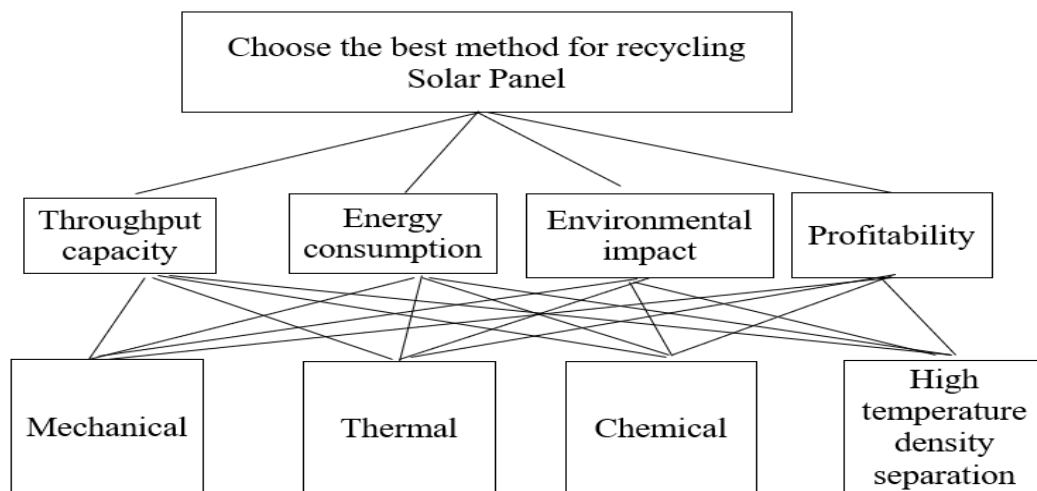 Choose the best method for recycling
Solar Panel
Throughput
capacity
Energy
consumption
Environmental
impact
Profitability
Mechanical
Thermal
Chemical
High
temperature
density
separation